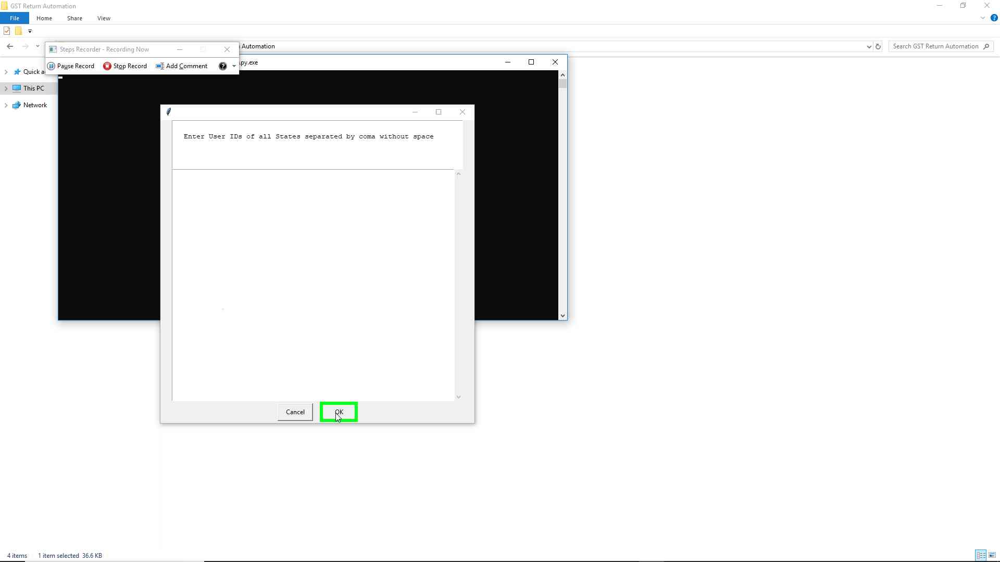 GST Return Automation
File Home Share View
Automation
Search GST Return Automation
Steps Recorder - Recording Now
Pause Record Stop Record Add Comment
py.exe
Quick a
This PC
Network
Enter User IDs of all States separated by coma without space
Cancel OK
4 items 1 item selected 36.6 KB